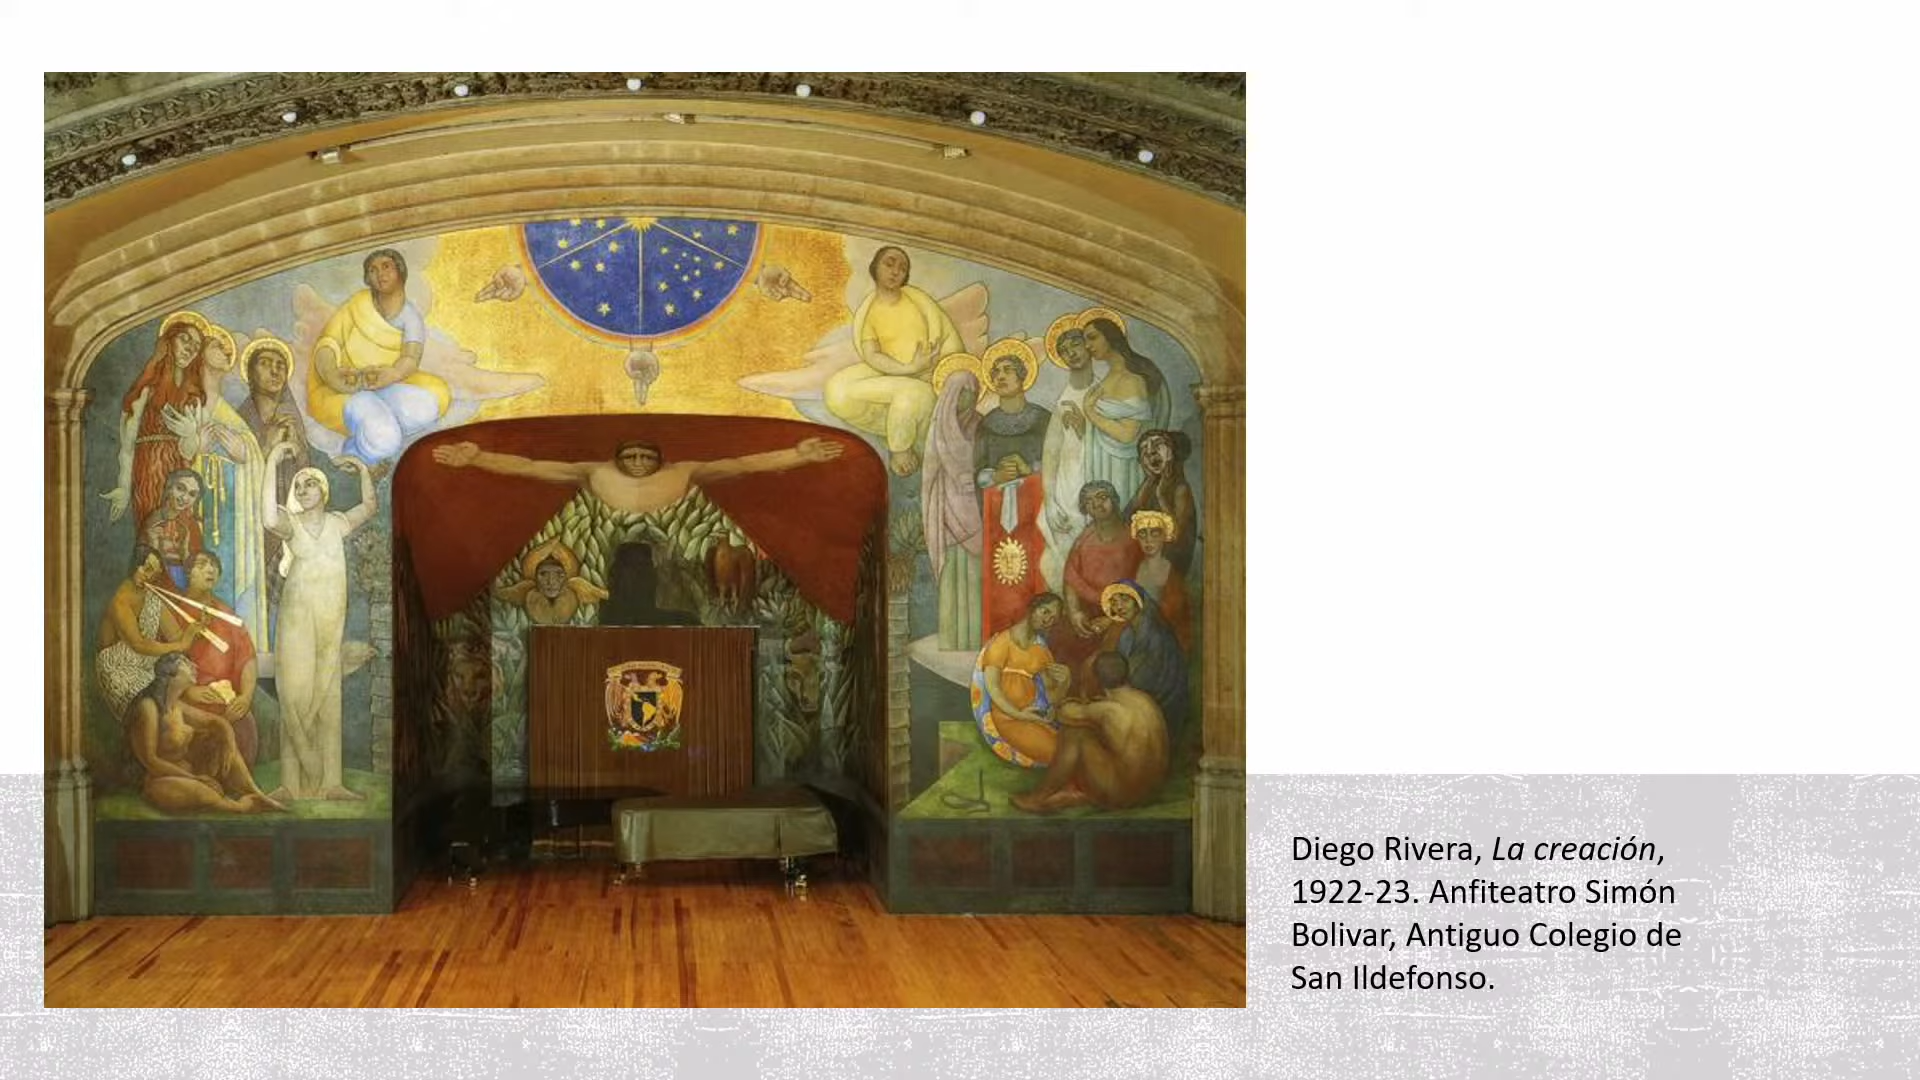 Diego Rivera, La creación,
1922-23. Anfiteatro Simón
Bolivar, Antiguo Colegio de
San Ildefonso.